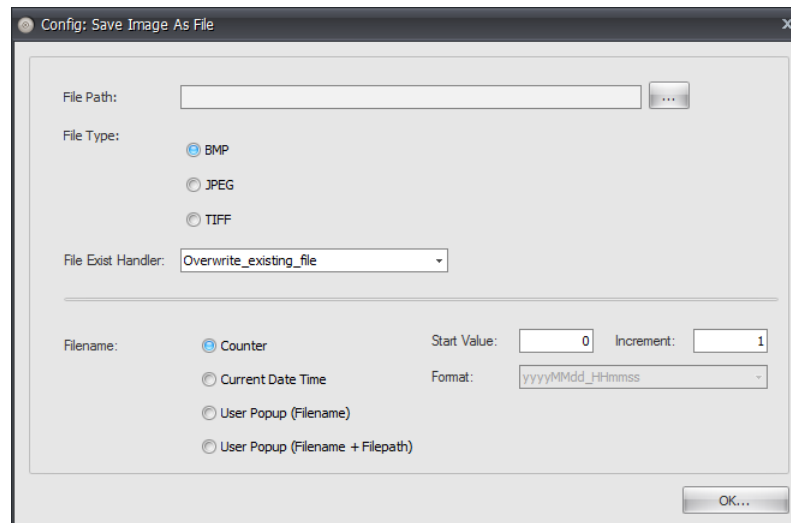 Config: Save Image As File
File Path:
...
File Type:
BMP
JPEG
TIFF
File Exist Handler: Overwrite_existing_file
Filename:
Counter
Start Value: 0 Increment: 1
Current Date Time
Format: yyyyMMdd_HHmmss
User Popup (Filename)
User Popup (Filename + Filepath)
OK...